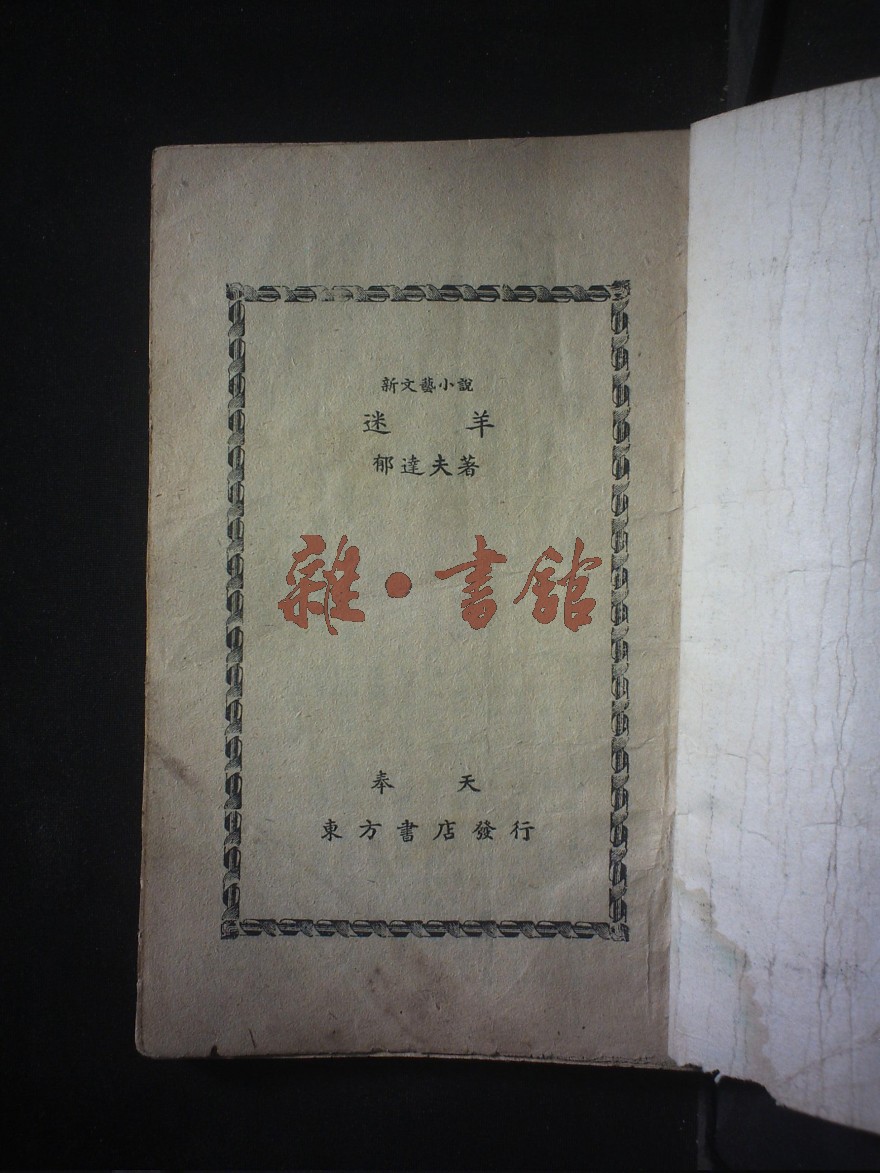 新文藝小說
迷羊
郁達夫著
雜·書館
奉天
東方書店發行